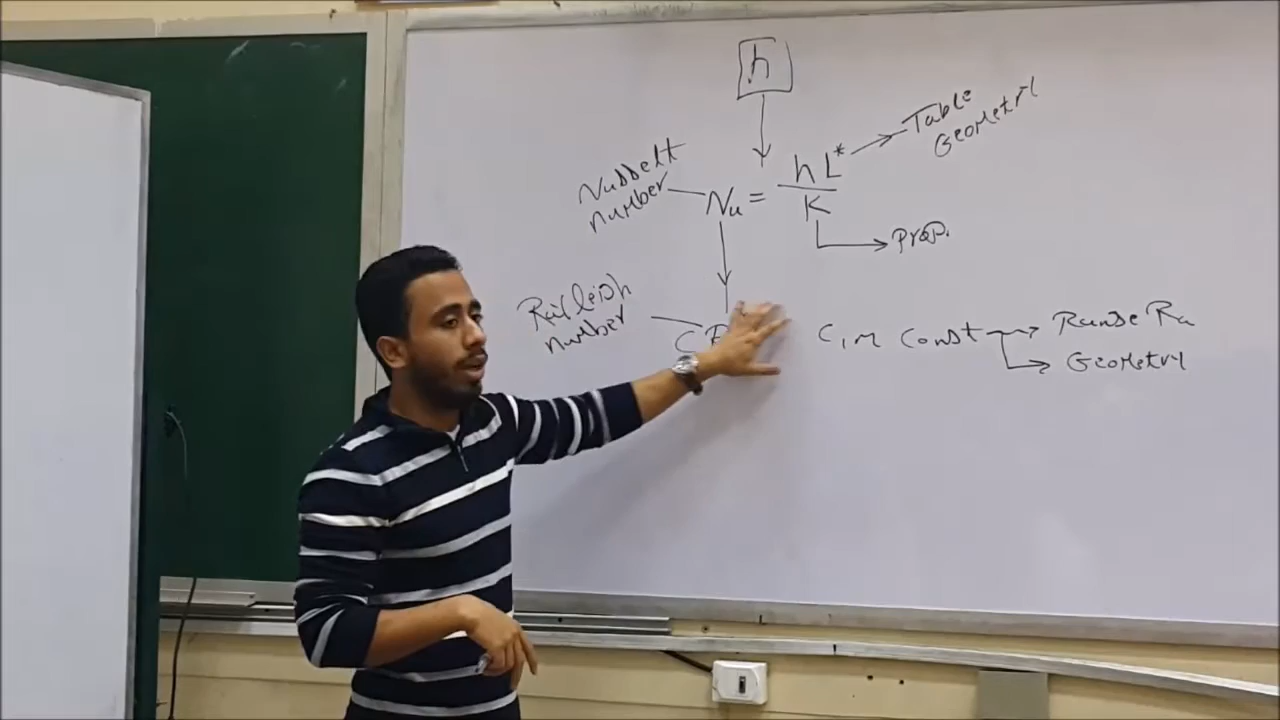 h
Table
Geometry
Nusselt
number
Nu = hL*
K
Prop.
Rayleigh
number
C
C, m Const
Range Ra
Geometry